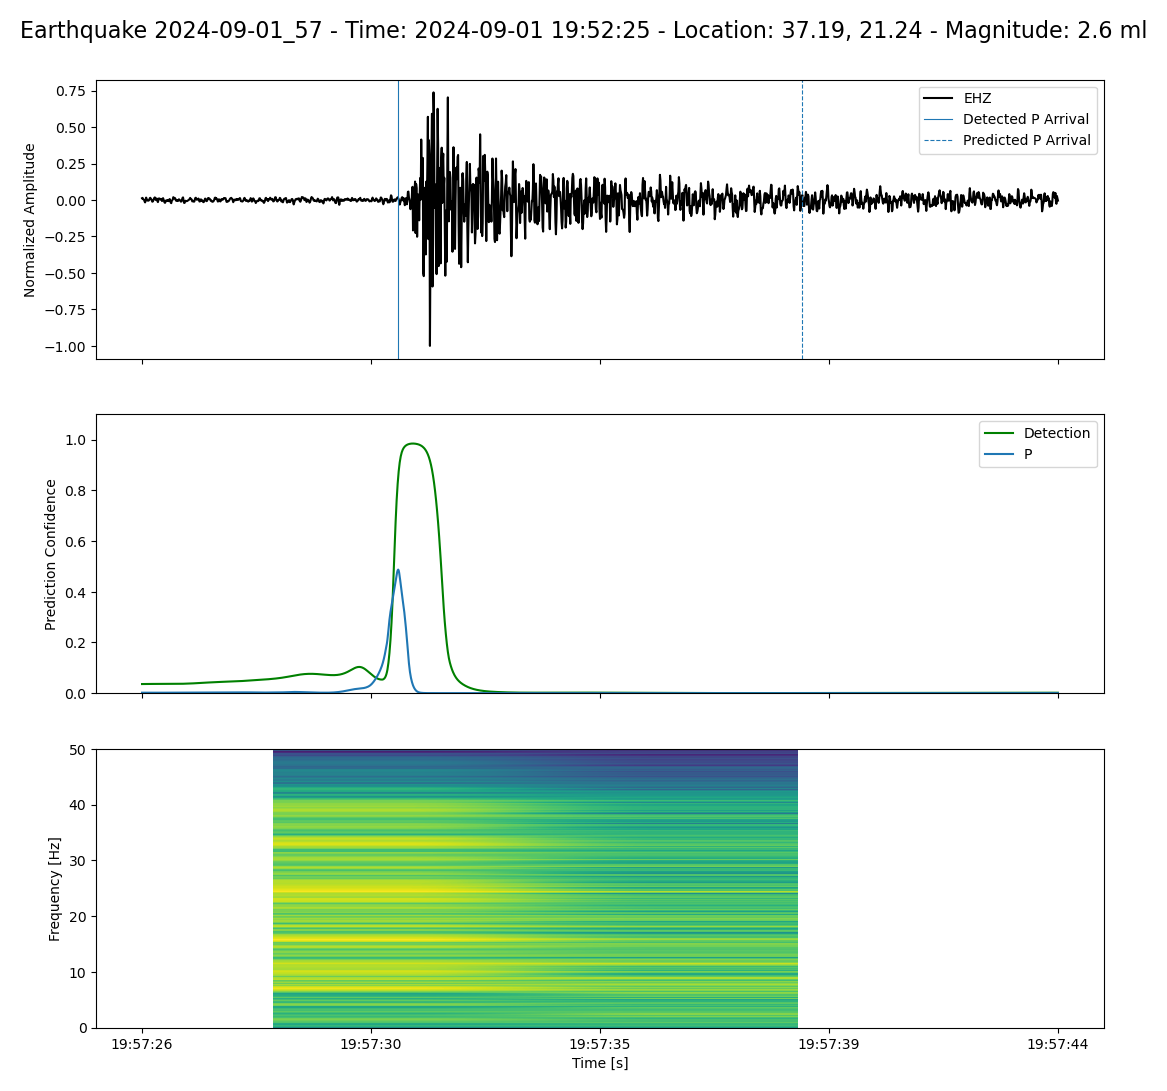 Earthquake 2024-09-01_57 - Time: 2024-09-01 19:52:25 - Location: 37.19, 21.24 - Magnitude: 2.6 ml
EHZ
Detected P Arrival
Predicted P Arrival
Normalized Amplitude
0.75
0.50
0.25
0.00
−0.25
−0.50
−0.75
−1.00
Detection
P
Prediction Confidence
1.0
0.8
0.6
0.4
0.2
0.0
Frequency [Hz]
50
40
30
20
10
0
19:57:26 19:57:30 19:57:35 19:57:39 19:57:44
Time [s]